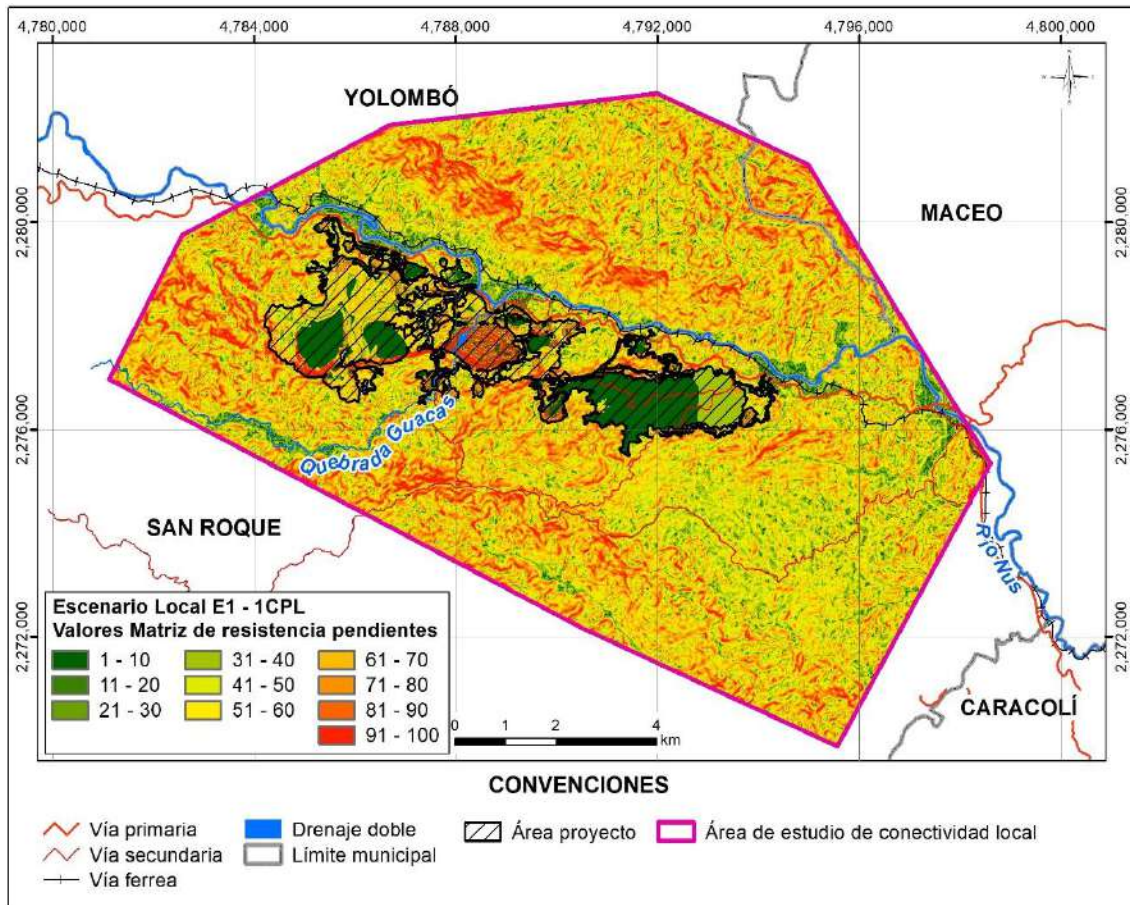 4,780,000
4,784,000
4,788,000
4,792,000
4,796,000
4,800,000
YOLOMBÓ
MACEO
2,280,000
2,280,000
2,276,000
2,276,000
Quebrada Guacas
SAN ROQUE
Río Nus
2,272,000
2,272,000
CARACOLÍ
Escenario Local E1 - 1CPL
Valores Matriz de resistencia pendientes
1 - 10
31 - 40
61 - 70
11 - 20
41 - 50
71 - 80
21 - 30
51 - 60
81 - 90
91 - 100
0 1 2 4
km
CONVENCIONES
Vía primaria
Drenaje doble
Área proyecto
Área de estudio de conectividad local
Vía secundaria
Límite municipal
Vía ferrea